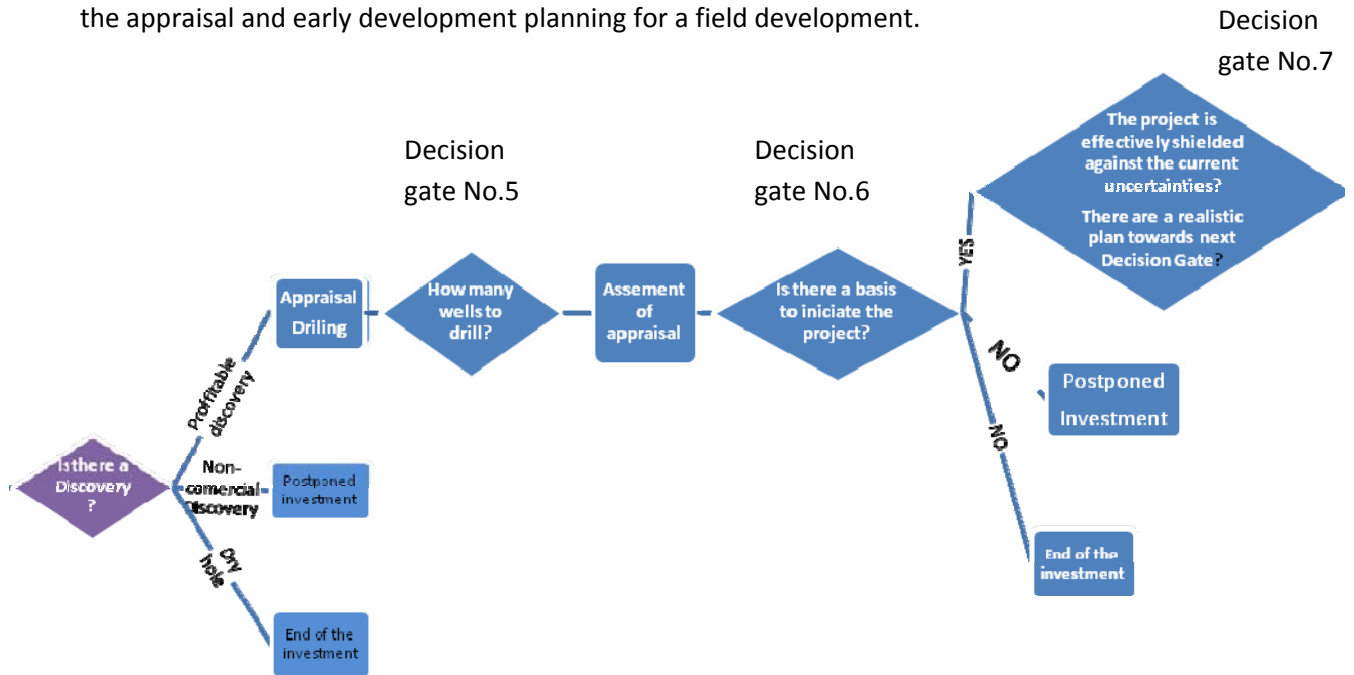 the appraisal and early development planning for a field development.
Decision
gate No.7
Decision
gate No.5
Decision
gate No.6
The project is
effectively shielded
against the current
uncertainties?
There are a realistic
plan towards next
Decision Gate?
YES
Appraisal
Driling
How many
wells to
drill?
Assement
of
appraisal
Is there a basis
to iniciate the
project?
NO
Postponed
Investment
NO
End of the
investment
Proffitable
discovery
Is there a
Discovery
?
Non-
comercial
Discovery
Postponed
investment
Dry
hole
End of the
investment